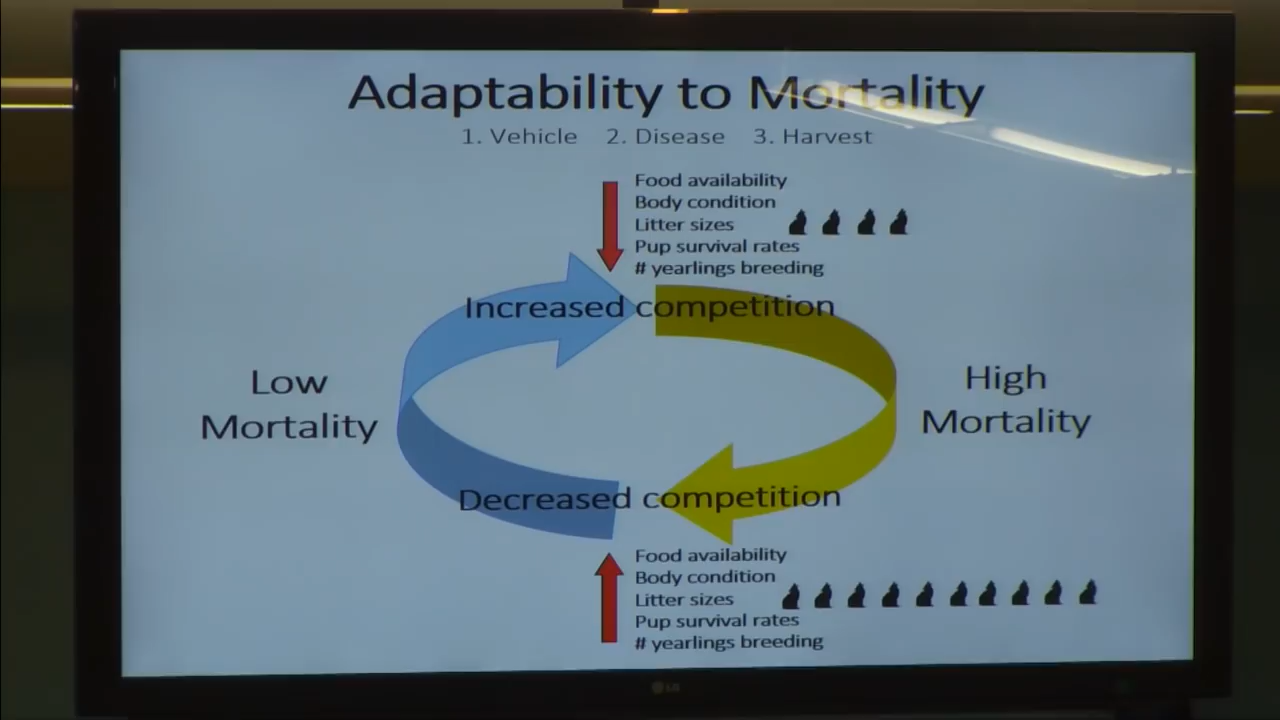 Adaptability to Mortality
1. Vehicle 2. Disease 3. Harvest
Food availability
Body condition
Litter sizes
Pup survival rates
# yearlings breeding
Increased competition
Low
Mortality
High
Mortality
Decreased competition
Food availability
Body condition
Litter sizes
Pup survival rates
# yearlings breeding
LG